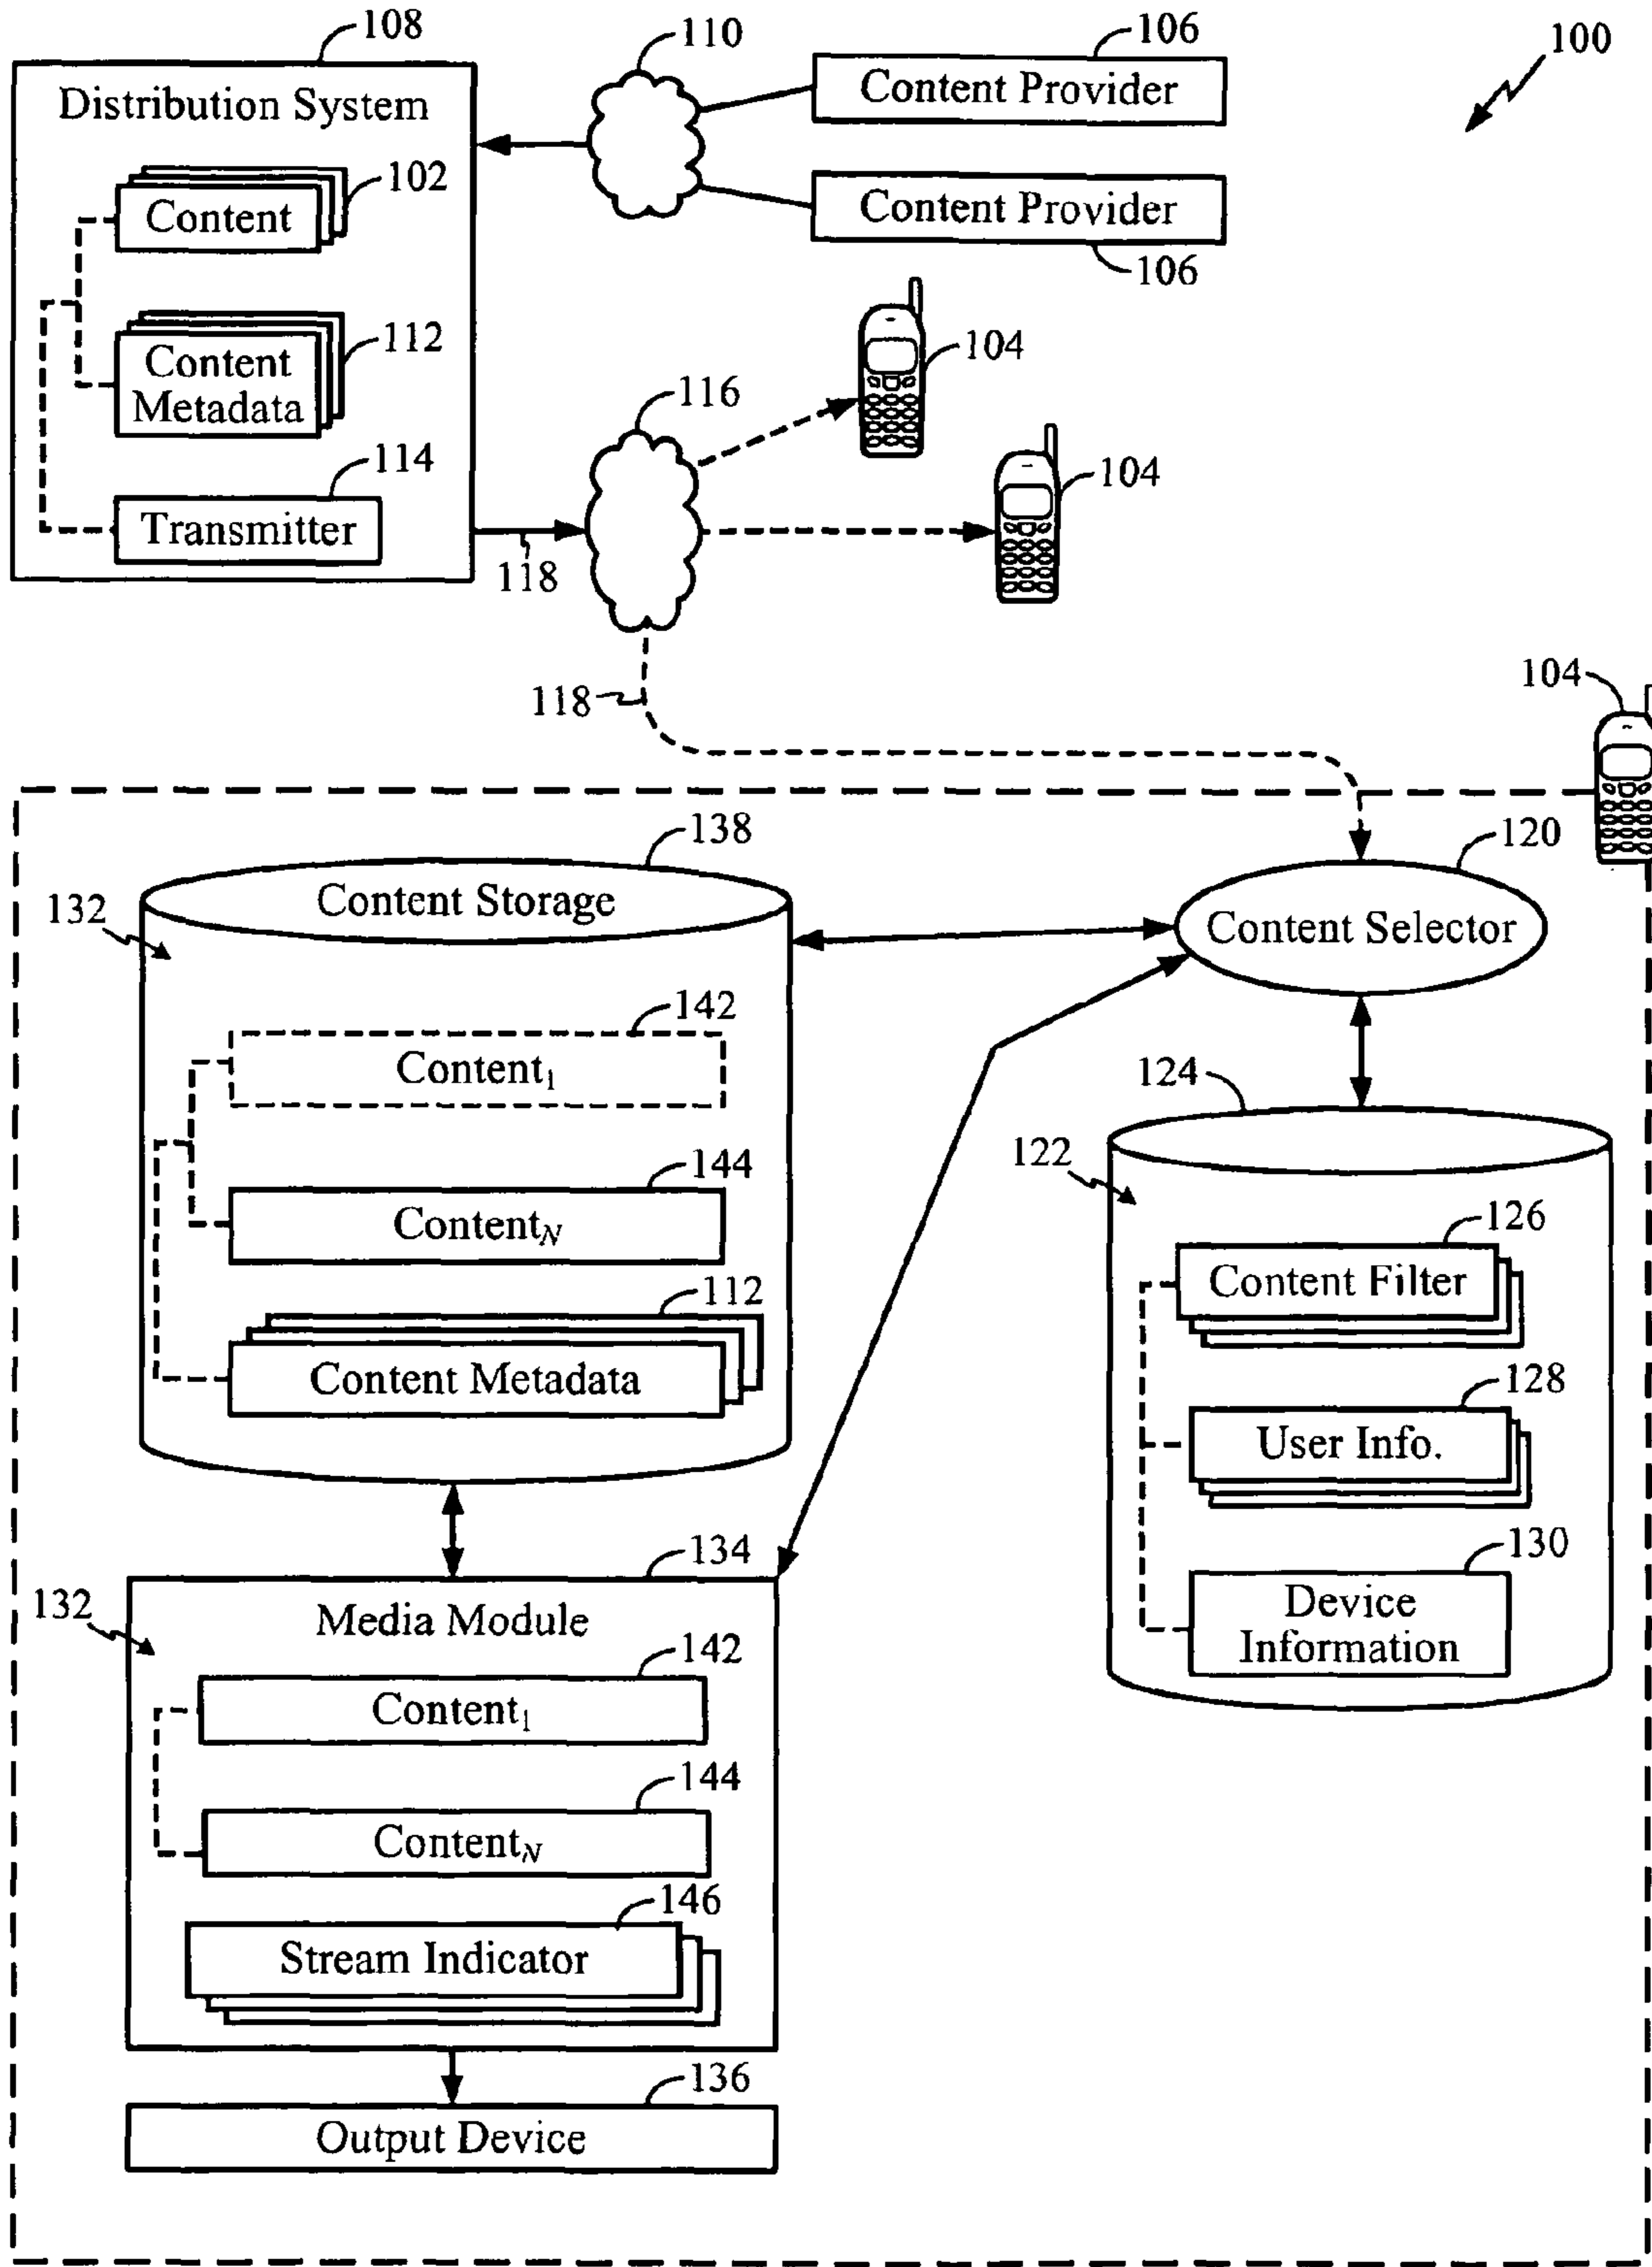 108
110
106
100
Distribution System
Content Provider
102
Content
Content Provider
106
112
Content
Metadata
104
116
114
Transmitter
104
118
118
104
138
120
132
Content Storage
Content Selector
142
Content₁
124
122
144
Content_N
126
Content Filter
112
Content Metadata
128
User Info.
134
130
132
Media Module
Device
Information
142
Content₁
144
Content_N
146
Stream Indicator
136
Output Device